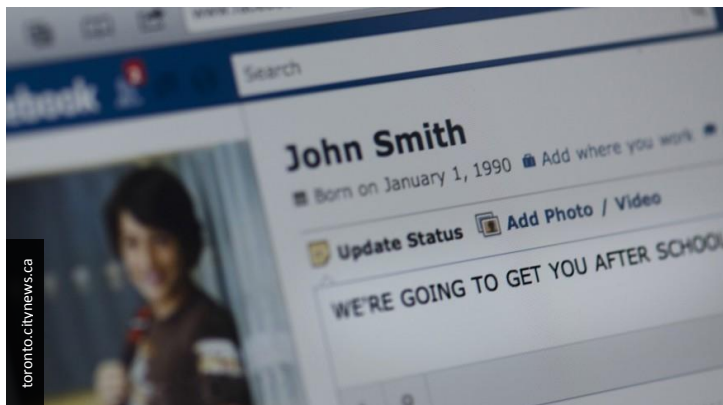 Search
John Smith
Born on January 1, 1990 Add where you work
Update Status Add Photo / Video
WE'RE GOING TO GET YOU AFTER SCHOOL
toronto.citynews.ca